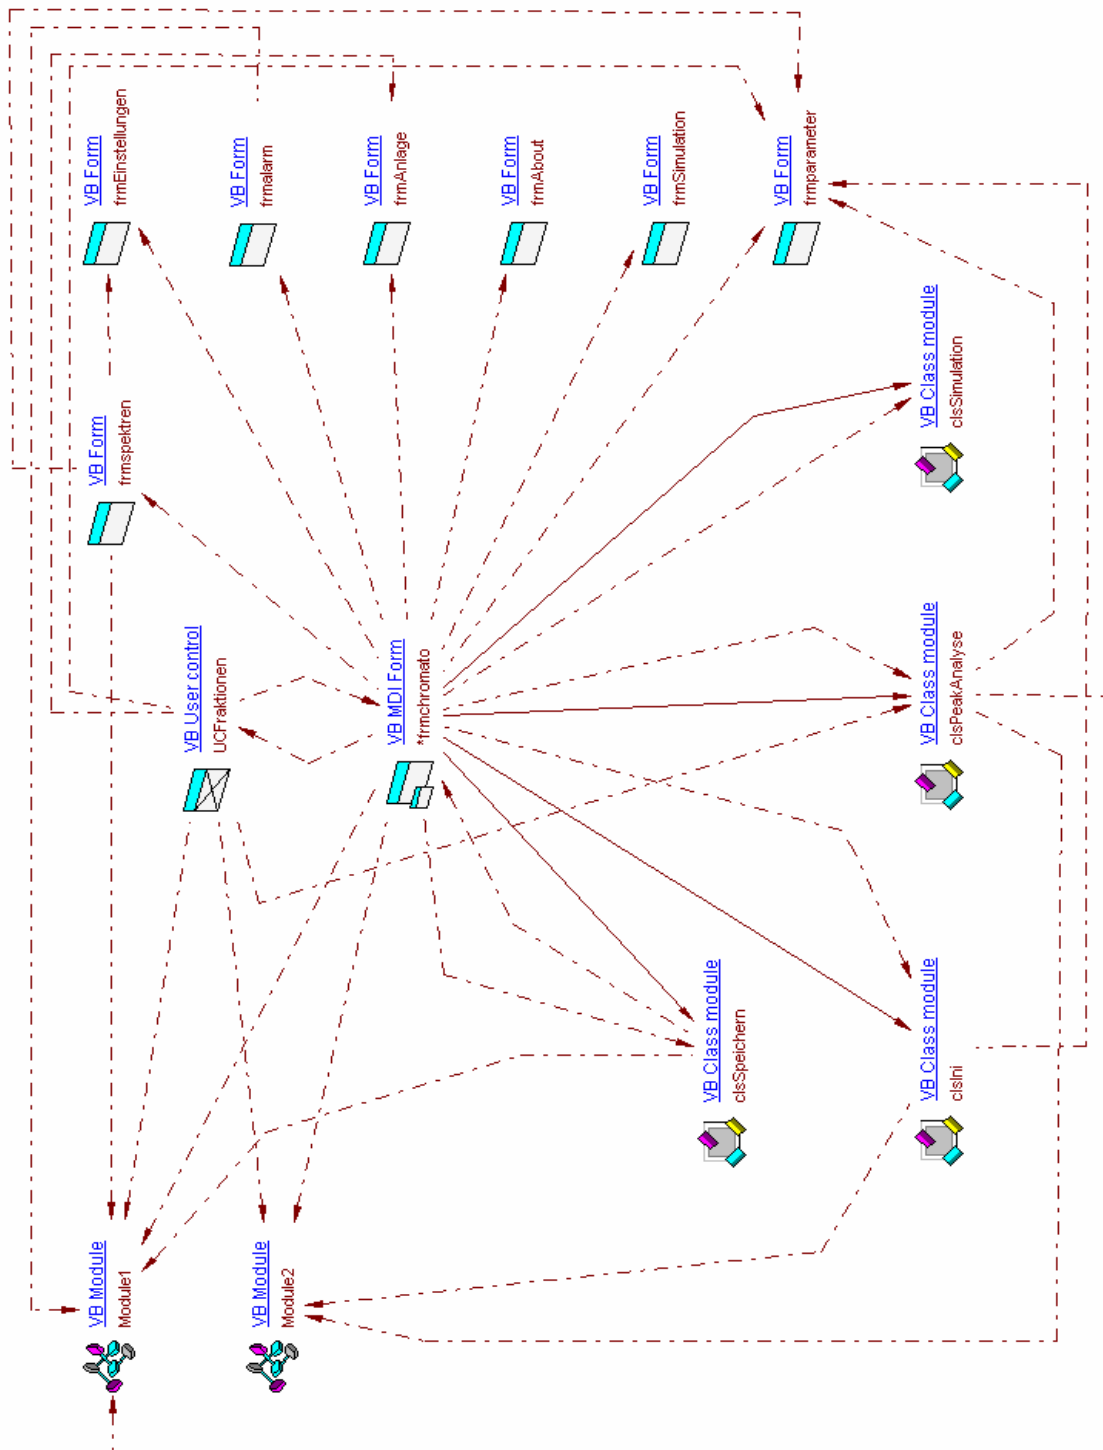 VB Form
frmEinstellungen
VB Form
frmalarm
VB Form
frmAnlage
VB Form
frmAbout
VB Form
frmSimulation
VB Form
frmparameter
VB Form
frmspektren
VB User control
UCFraktionen
VB MDI Form
*frmchromato
VB Class module
clsSimulation
VB Class module
clsPeakAnalyse
VB Class module
clsSpeichern
VB Class module
clsIni
VB Module
Module1
VB Module
Module2